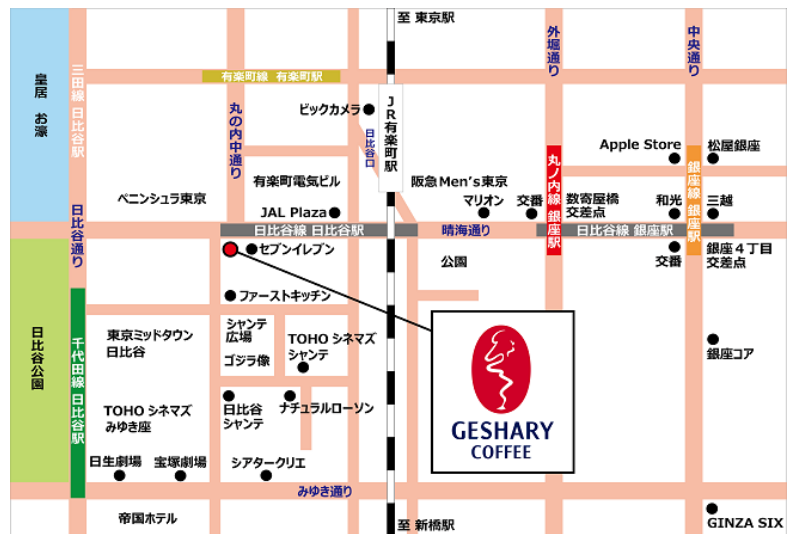 至 東京駅
皇居 お濠
三田線 日比谷駅
有楽町線 有楽町駅
丸の内中通り
ビックカメラ
日比谷口
JR有楽町駅
外堀通り
中央通り
Apple Store
松屋銀座
ペニンシュラ東京
有楽町電気ビル
JAL Plaza
阪急Men's東京
マリオン
交番
数寄屋橋
交差点
和光
三越
丸ノ内線 銀座駅
銀座線 銀座駅
日比谷通り
日比谷線 日比谷駅
晴海通り
日比谷線 銀座駅
セブンイレブン
公園
交番
銀座4丁目
交差点
ファーストキッチン
日比谷公園
千代田線 日比谷駅
東京ミッドタウン
日比谷
シャンテ
広場
ゴジラ像
TOHO シネマズ
シャンテ
GESHARY
COFFEE
銀座コア
TOHO シネマズ
みゆき座
日比谷
シャンテ
ナチュラルローソン
日生劇場
宝塚劇場
シアタークリエ
みゆき通り
帝国ホテル
至 新橋駅
GINZA SIX